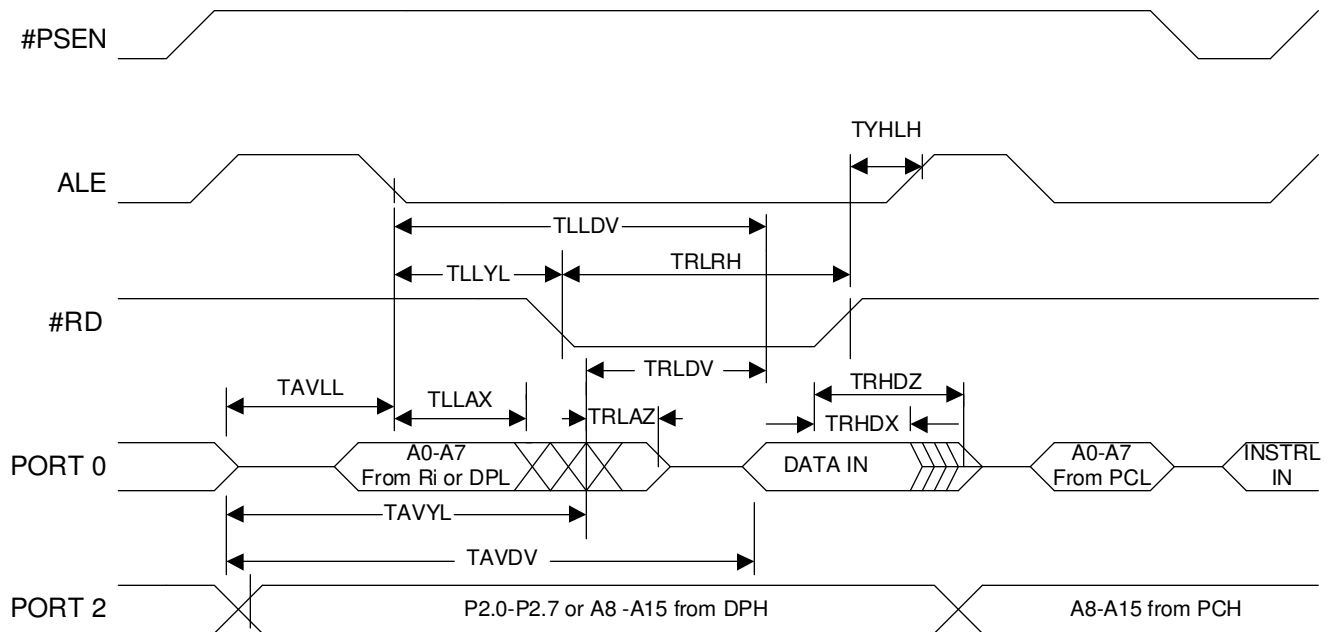 #PSEN
TYHLH
ALE
TLLDV
TLLYL
TRLRH
#RD
TRLDV
TAVLL
TLLAX
TRLAZ
TRHDZ
TRHDX
PORT 0
A0-A7
From Ri or DPL
DATA IN
A0-A7
From PCL
INSTRL
IN
TAVYL
TAVDV
PORT 2
P2.0-P2.7 or A8 -A15 from DPH
A8-A15 from PCH